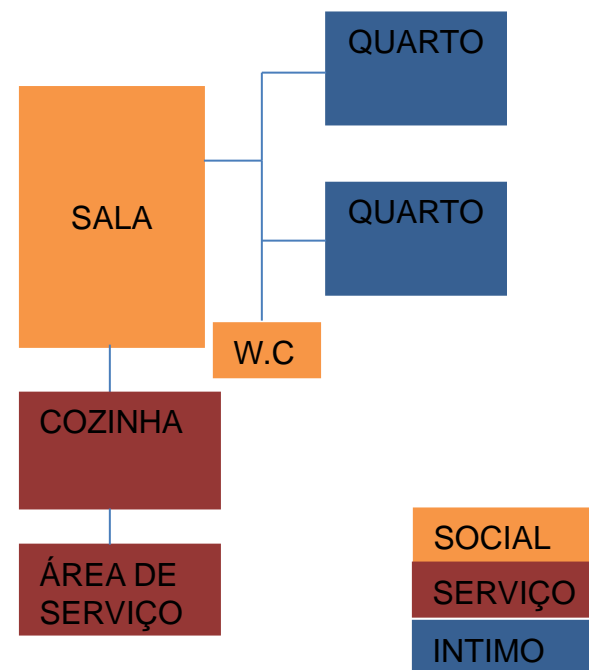 QUARTO
SALA
QUARTO
W.C
COZINHA
ÁREA DE
SERVIÇO
SOCIAL
SERVIÇO
INTIMO